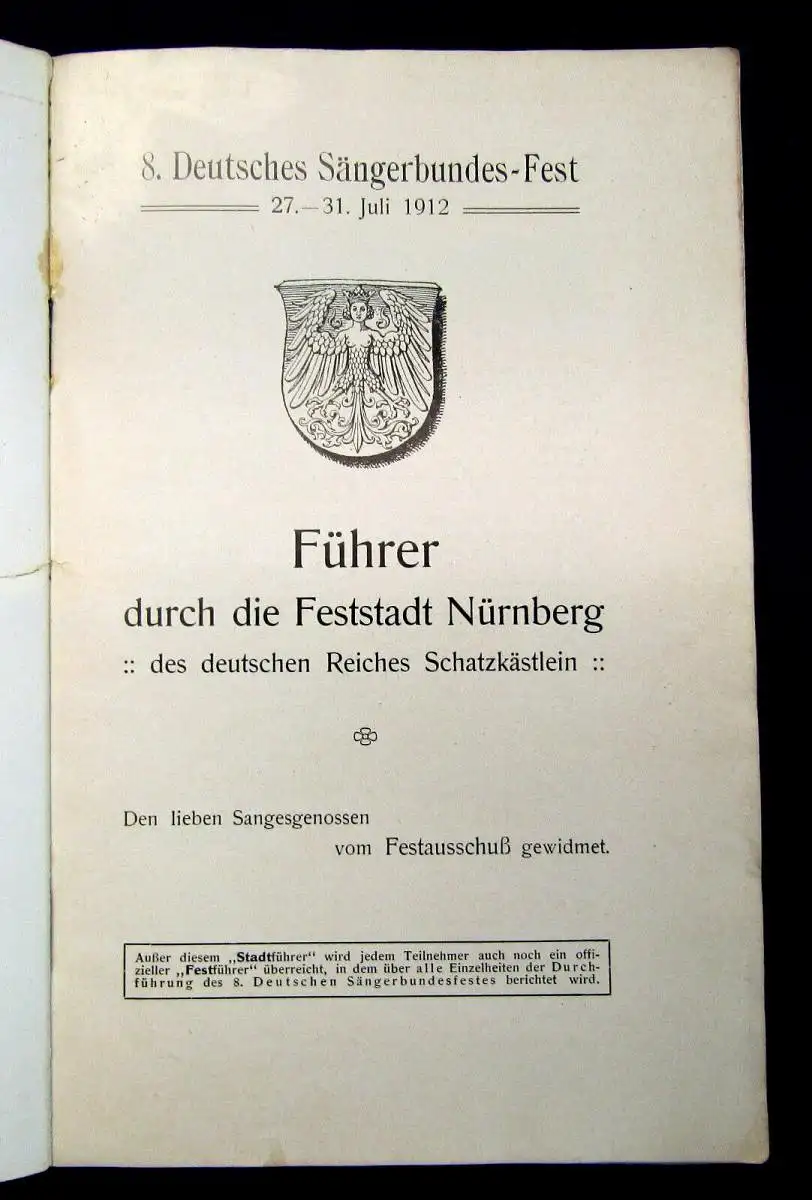 8. Deutsches Sängerbundes-Fest
27.—31. Juli 1912
Führer
durch die Feststadt Nürnberg
:: des deutschen Reiches Schatzkästlein ::
Den lieben Sangesgenossen
vom Festausschuß gewidmet.
Außer diesem „Stadtführer“ wird jedem Teilnehmer auch noch ein offi-
zieller „Festführer“ überreicht, in dem über alle Einzelheiten der Durch-
führung des 8. Deutschen Sängerbundesfestes berichtet wird.